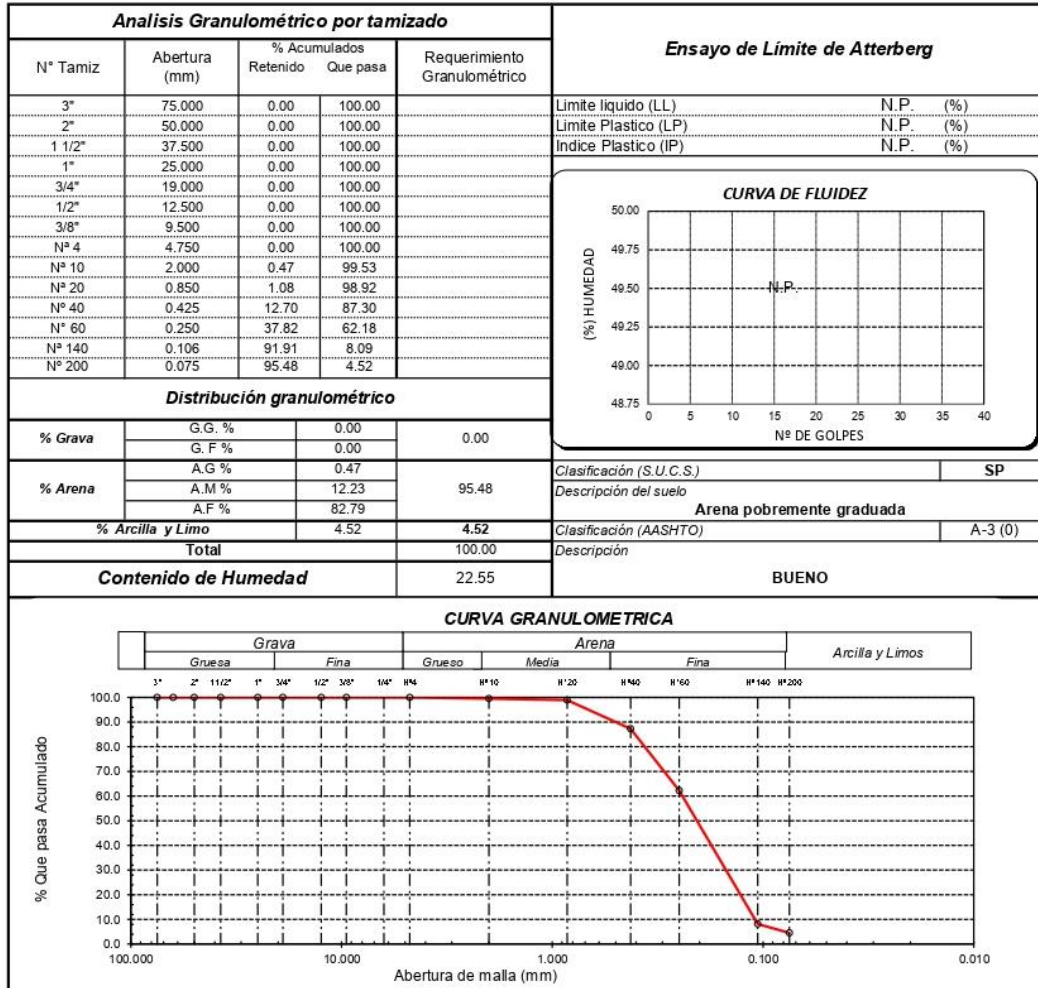 Analisis Granulométrico por tamizado
N° Tamiz Abertura (mm) % Acumulados Retenido Que pasa Requerimiento Granulométrico
3" 75.000 0.00 100.00
2" 50.000 0.00 100.00
1 1/2" 37.500 0.00 100.00
1" 25.000 0.00 100.00
3/4" 19.000 0.00 100.00
1/2" 12.500 0.00 100.00
3/8" 9.500 0.00 100.00
Nª 4 4.750 0.00 100.00
Nª 10 2.000 0.47 99.53
Nª 20 0.850 1.08 98.92
Nº 40 0.425 12.70 87.30
N° 60 0.250 37.82 62.18
Nª 140 0.106 91.91 8.09
Nº 200 0.075 95.48 4.52
Distribución granulométrico
% Grava G.G. % 0.00 0.00
G. F % 0.00
% Arena A.G % 0.47 95.48
A.M % 12.23
A.F % 82.79
% Arcilla y Limo 4.52 4.52
Total 100.00
Contenido de Humedad 22.55
Ensayo de Límite de Atterberg
Limite liquido (LL) N.P. (%)
Limite Plastico (LP) N.P. (%)
Indice Plastico (IP) N.P. (%)
CURVA DE FLUIDEZ
(%) HUMEDAD
50.00
49.75
49.50
49.25
49.00
48.75
N.P.
0 5 10 15 20 25 30 35 40
Nº DE GOLPES
Clasificación (S.U.C.S.) SP
Descripción del suelo
Arena pobremente graduada
Clasificación (AASHTO) A-3 (0)
Descripción
BUENO
CURVA GRANULOMETRICA
Grava Arena Arcilla y Limos
Gruesa Fina Grueso Media Fina
3" 2" 11/2" 1" 3/4" 1/2" 3/8" 1/4" Nª4 Nª10 Nª20 Nª40 Nª60 Nª140 Nª200
% Que pasa Acumulado
100.0
90.0
80.0
70.0
60.0
50.0
40.0
30.0
20.0
10.0
0.0
100.000 10.000 1.000 0.100 0.010
Abertura de malla (mm)